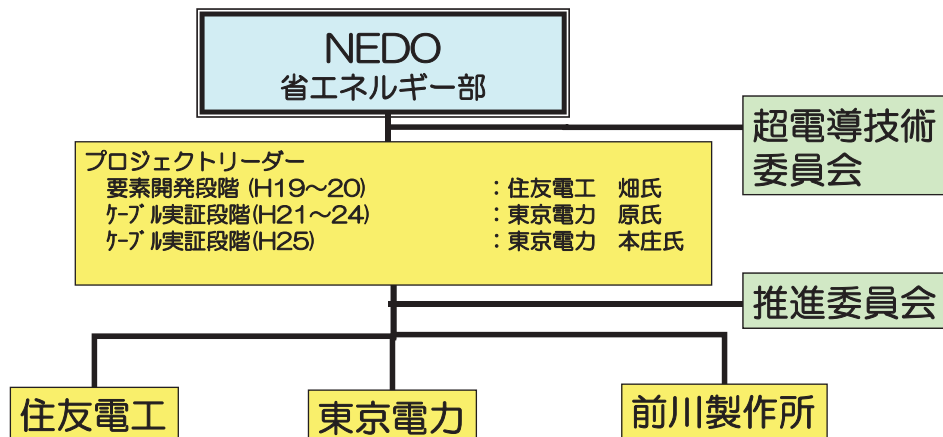 NEDO
省エネルギー部
超電導技術
委員会
プロジェクトリーダー
要素開発段階 (H19～20) ：住友電工 畑氏
ｹｰﾌﾞﾙ実証段階(H21～24) ：東京電力 原氏
ｹｰﾌﾞﾙ実証段階(H25) ：東京電力 本庄氏
推進委員会
住友電工
東京電力
前川製作所